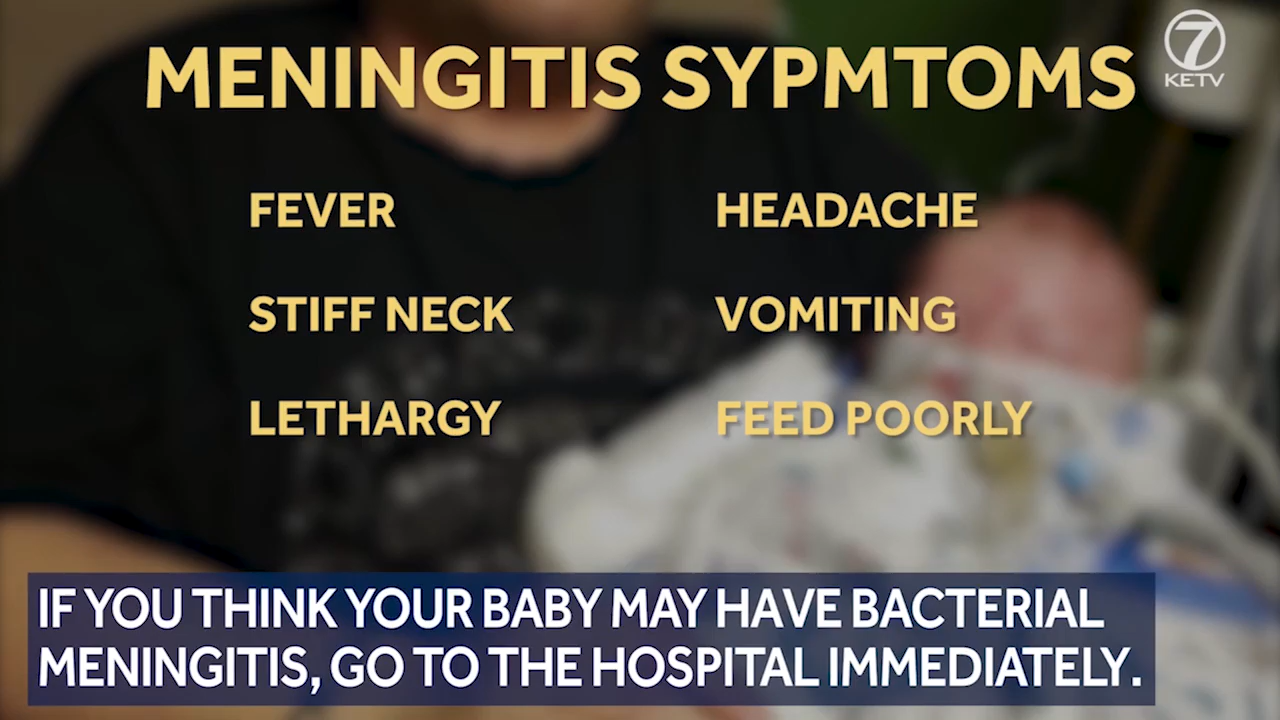 MENINGITIS SYPMTOMS
7
KETV
FEVER
HEADACHE
STIFF NECK
VOMITING
LETHARGY
FEED POORLY
IF YOU THINK YOUR BABY MAY HAVE BACTERIAL
MENINGITIS, GO TO THE HOSPITAL IMMEDIATELY.